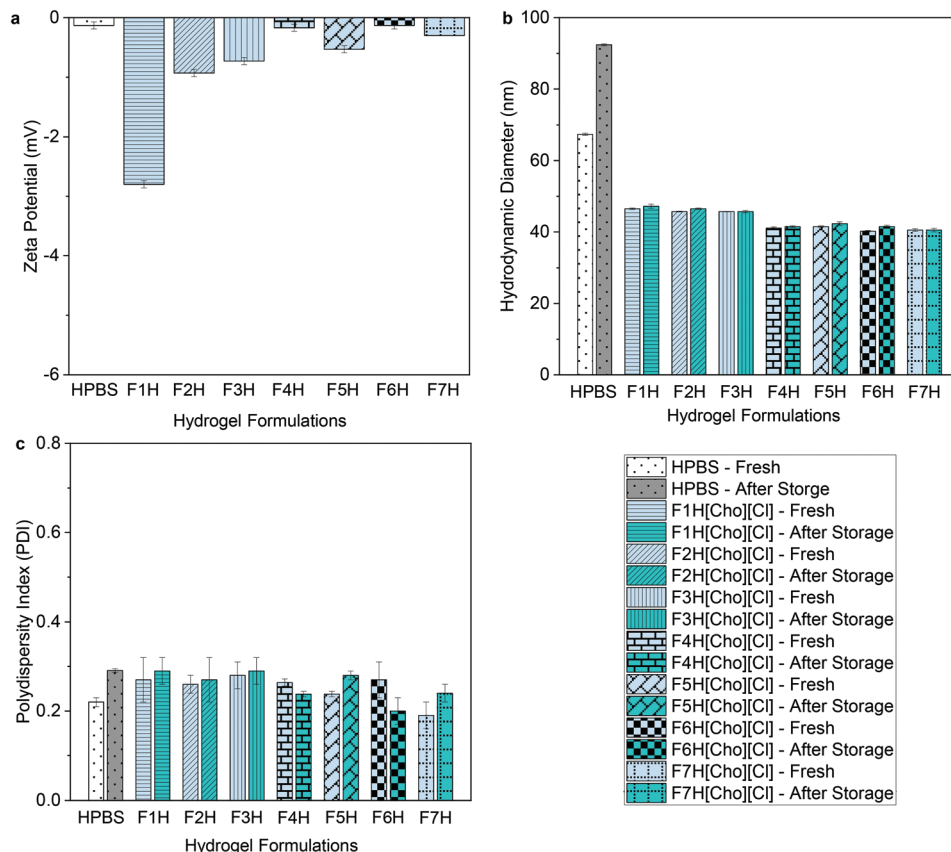 a
0
-2
-4
-6
Zeta Potential (mV)
HPBS F1H F2H F3H F4H F5H F6H F7H
Hydrogel Formulations
b
100
80
60
40
20
0
Hydrodynamic Diameter (nm)
HPBS F1H F2H F3H F4H F5H F6H F7H
Hydrogel Formulations
c
0.8
0.6
0.4
0.2
0.0
Polydispersity Index (PDI)
HPBS F1H F2H F3H F4H F5H F6H F7H
Hydrogel Formulations
HPBS - Fresh
HPBS - After Storge
F1H[Cho][Cl] - Fresh
F1H[Cho][Cl] - After Storage
F2H[Cho][Cl] - Fresh
F2H[Cho][Cl] - After Storage
F3H[Cho][Cl] - Fresh
F3H[Cho][Cl] - After Storage
F4H[Cho][Cl] - Fresh
F4H[Cho][Cl] - After Storage
F5H[Cho][Cl] - Fresh
F5H[Cho][Cl] - After Storage
F6H[Cho][Cl] - Fresh
F6H[Cho][Cl] - After Storage
F7H[Cho][Cl] - Fresh
F7H[Cho][Cl] - After Storage